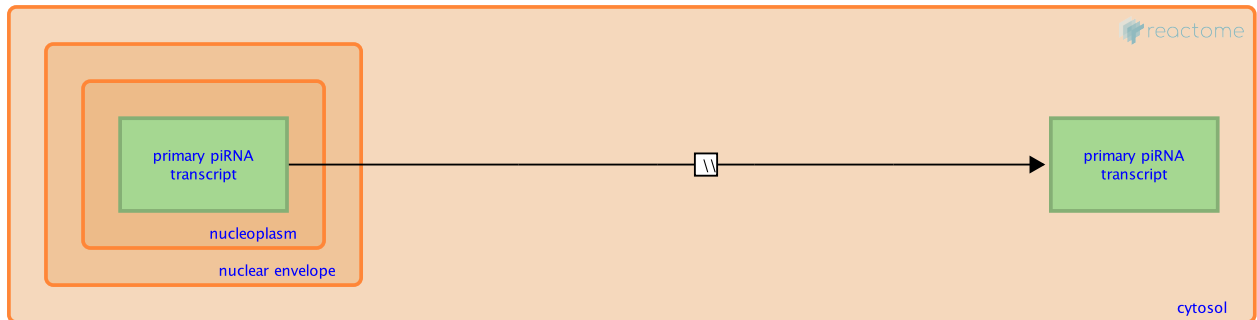 reactome
primary piRNA
transcript
\\
primary piRNA
transcript
nucleoplasm
nuclear envelope
cytosol